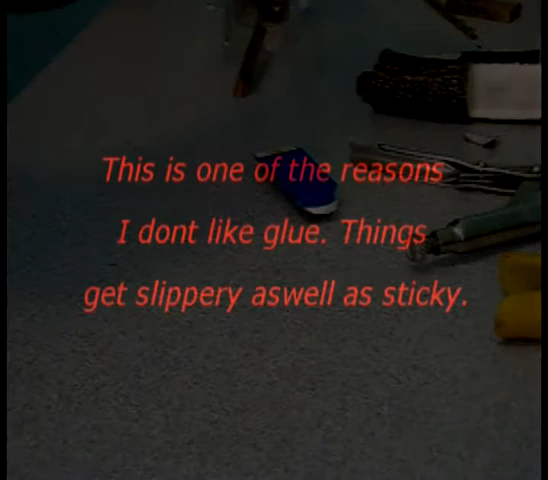 This is one of the reasons
I dont like glue. Things
get slippery aswell as sticky.